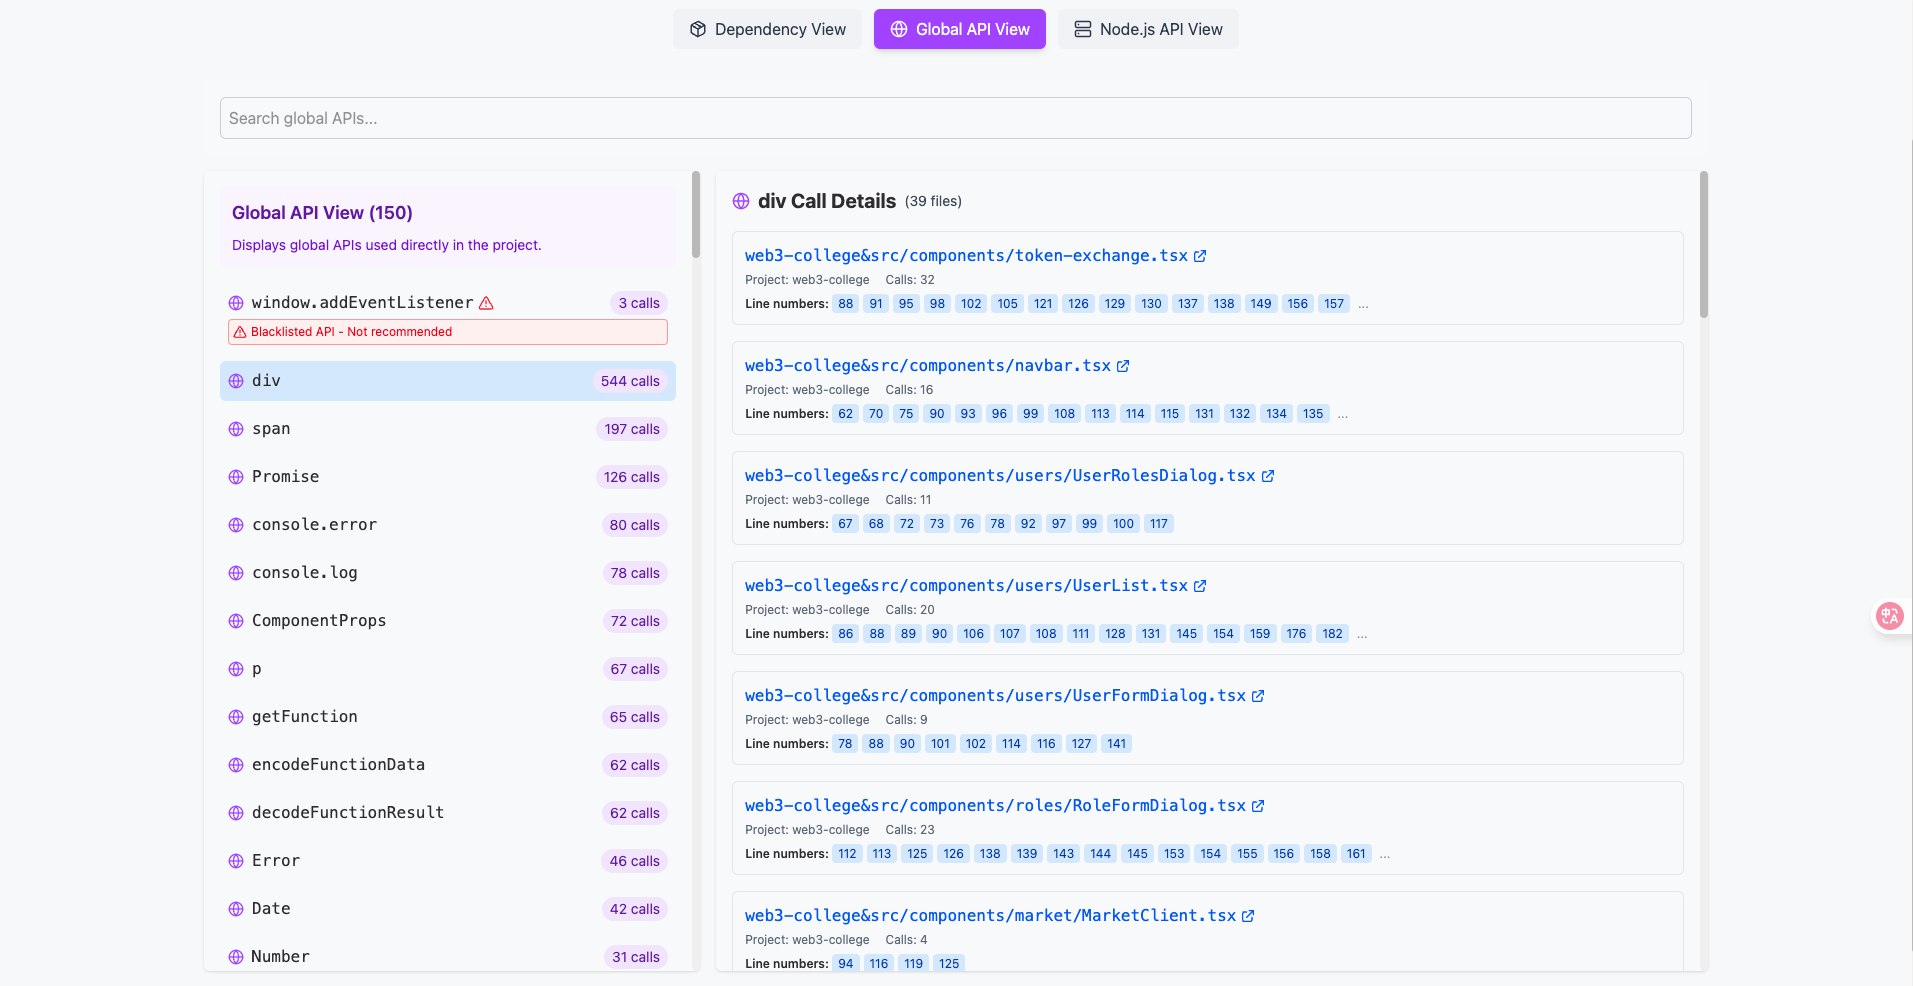 Dependency View
Global API View
Node.js API View
Search global APIs...
Global API View (150)
Displays global APIs used directly in the project.
window.addEventListener
3 calls
Blacklisted API - Not recommended
div
544 calls
span
197 calls
Promise
126 calls
console.error
80 calls
console.log
78 calls
ComponentProps
72 calls
p
67 calls
getFunction
65 calls
encodeFunctionData
62 calls
decodeFunctionResult
62 calls
Error
46 calls
Date
42 calls
Number
31 calls
div Call Details (39 files)
web3-college&src/components/token-exchange.tsx
Project: web3-college Calls: 32
Line numbers: 88 91 95 98 102 105 121 126 129 130 137 138 149 156 157 ...
web3-college&src/components/navbar.tsx
Project: web3-college Calls: 16
Line numbers: 62 70 75 90 93 96 99 108 113 114 115 131 132 134 135 ...
web3-college&src/components/users/UserRolesDialog.tsx
Project: web3-college Calls: 11
Line numbers: 67 68 72 73 76 78 92 97 99 100 117
web3-college&src/components/users/UserList.tsx
Project: web3-college Calls: 20
Line numbers: 86 88 89 90 106 107 108 111 128 131 145 154 159 176 182 ...
web3-college&src/components/users/UserFormDialog.tsx
Project: web3-college Calls: 9
Line numbers: 78 88 90 101 102 114 116 127 141
web3-college&src/components/roles/RoleFormDialog.tsx
Project: web3-college Calls: 23
Line numbers: 112 113 125 126 138 139 143 144 145 153 154 155 156 158 161 ...
web3-college&src/components/market/MarketClient.tsx
Project: web3-college Calls: 4
Line numbers: 94 116 119 125